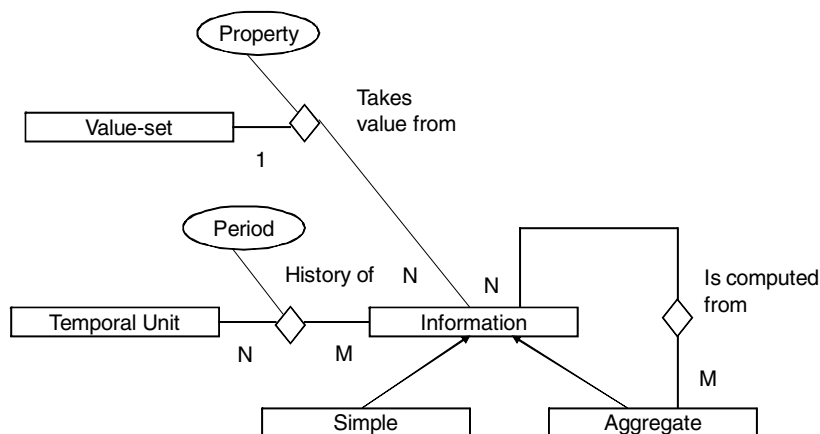 Property
Takes
value from
Value-set
1
Period
History of
N
N
Is computed
from
Temporal Unit
Information
N
M
M
Simple
Aggregate